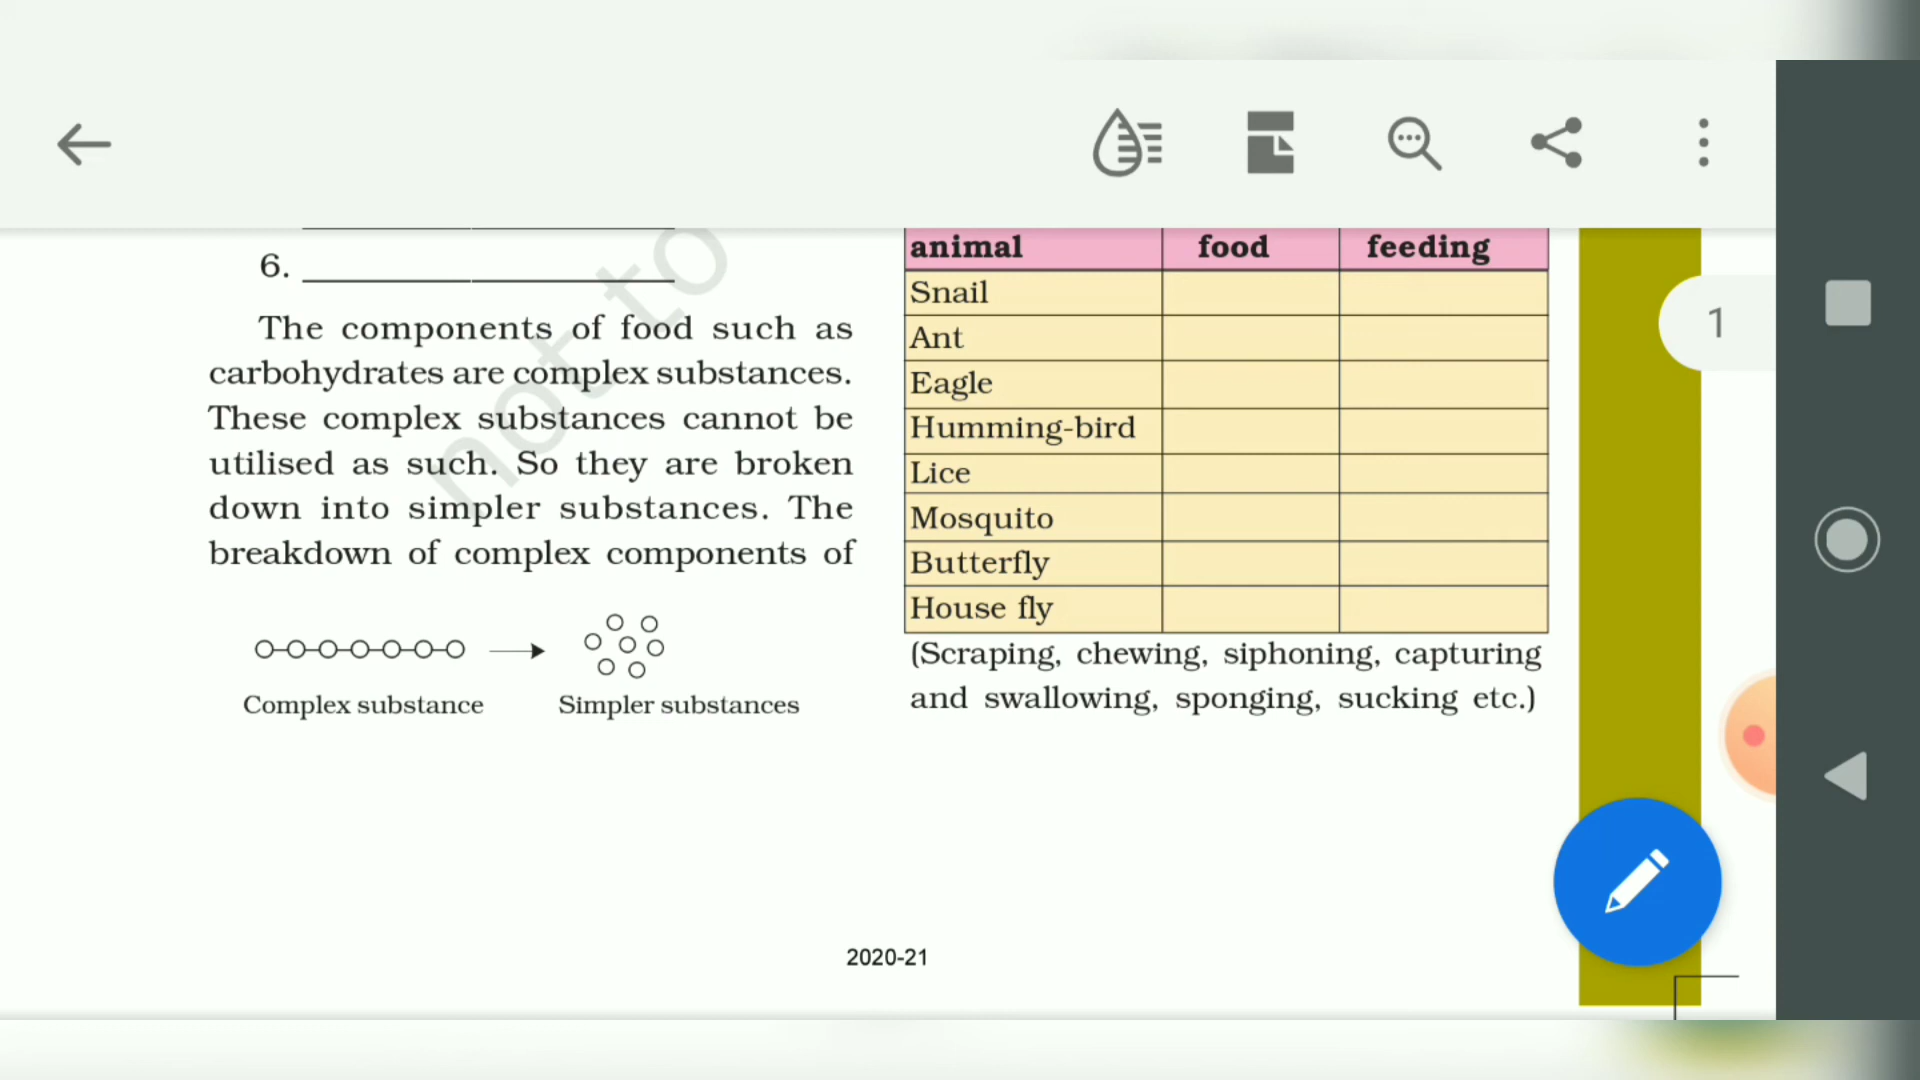 6.
The components of food such as
carbohydrates are complex substances.
These complex substances cannot be
utilised as such. So they are broken
down into simpler substances. The
breakdown of complex components of
Complex substance
Simpler substances
not to
animal food feeding
Snail
Ant
Eagle
Humming-bird
Lice
Mosquito
Butterfly
House fly
(Scraping, chewing, siphoning, capturing
and swallowing, sponging, sucking etc.)
1
2020-21